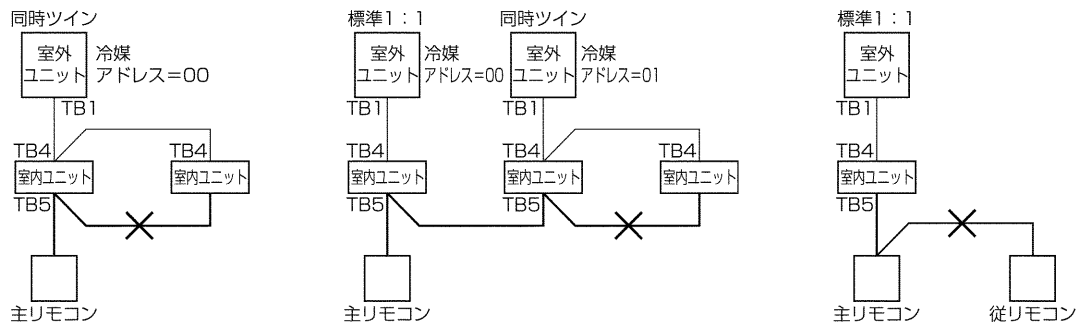 同時ツイン
室外
ユニット
冷媒
アドレス=00
TB1
TB4
TB4
室内ユニット
室内ユニット
TB5
主リモコン
標準1：1
同時ツイン
室外
ユニット
冷媒
アドレス=00
室外
ユニット
冷媒
アドレス=01
TB1
TB1
TB4
TB4
TB4
室内ユニット
室内ユニット
室内ユニット
TB5
TB5
主リモコン
標準1：1
室外
ユニット
TB1
TB4
室内ユニット
TB5
主リモコン
従リモコン